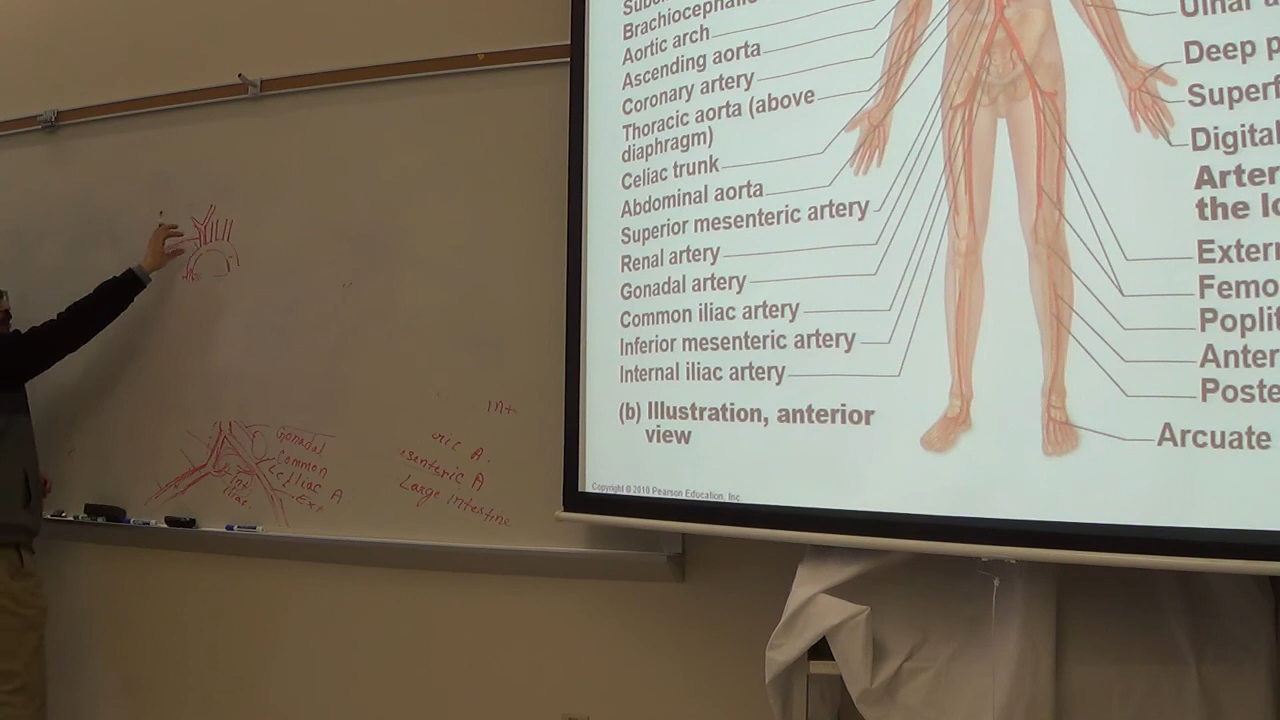 Aortic arch
Ascending aorta
Coronary artery
Thoracic aorta (above
diaphragm)
Celiac trunk
Abdominal aorta
Superior mesenteric artery
Renal artery
Gonadal artery
Common iliac artery
Inferior mesenteric artery
Internal iliac artery
(b) Illustration, anterior
view
Copyright © 2010 Pearson Education, Inc.
Deep p
Superf
Digital
Arter
the lo
Extern
Femo
Poplit
Anter
Poste
Arcuate
Gonadal
Common
Iliac A
Ext
Int
Iliac
Int
eric A.
esenteric A
Large Intestine